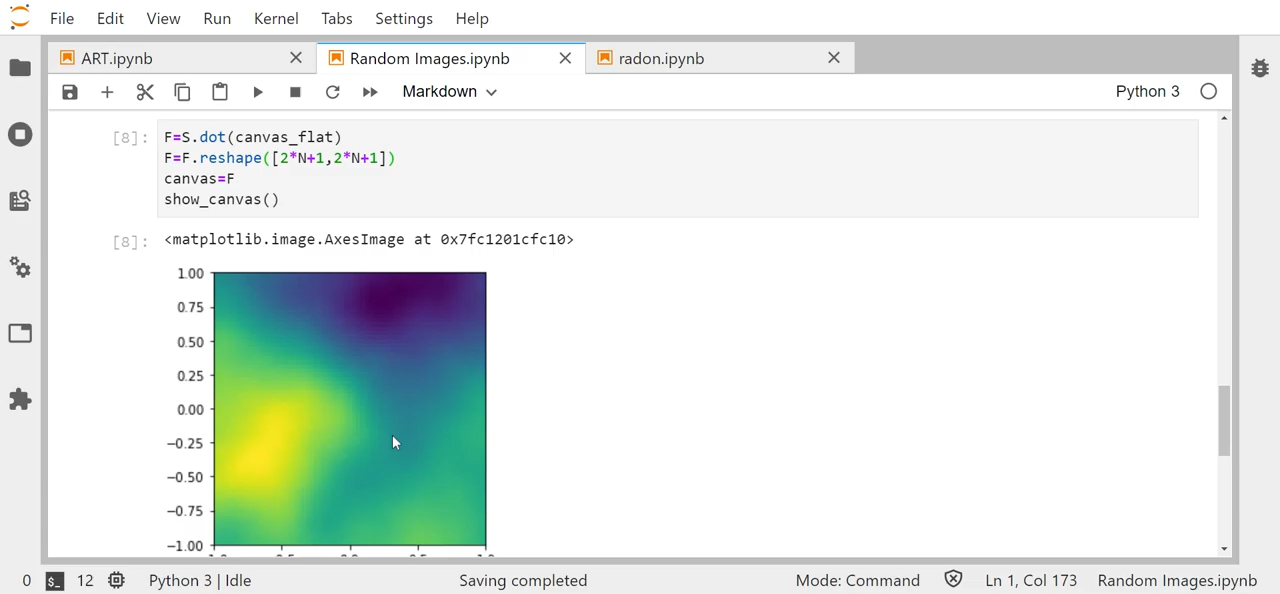 File Edit View Run Kernel Tabs Settings Help
ART.ipynb Random Images.ipynb radon.ipynb
Markdown Python 3
[8]: F=S.dot(canvas_flat)
F=F.reshape([2*N+1,2*N+1])
canvas=F
show_canvas()
[8]: <matplotlib.image.AxesImage at 0x7fc1201cfc10>
1.00
0.75
0.50
0.25
0.00
−0.25
−0.50
−0.75
−1.00
0 $_ 12 Python 3 | Idle Saving completed Mode: Command Ln 1, Col 173 Random Images.ipynb